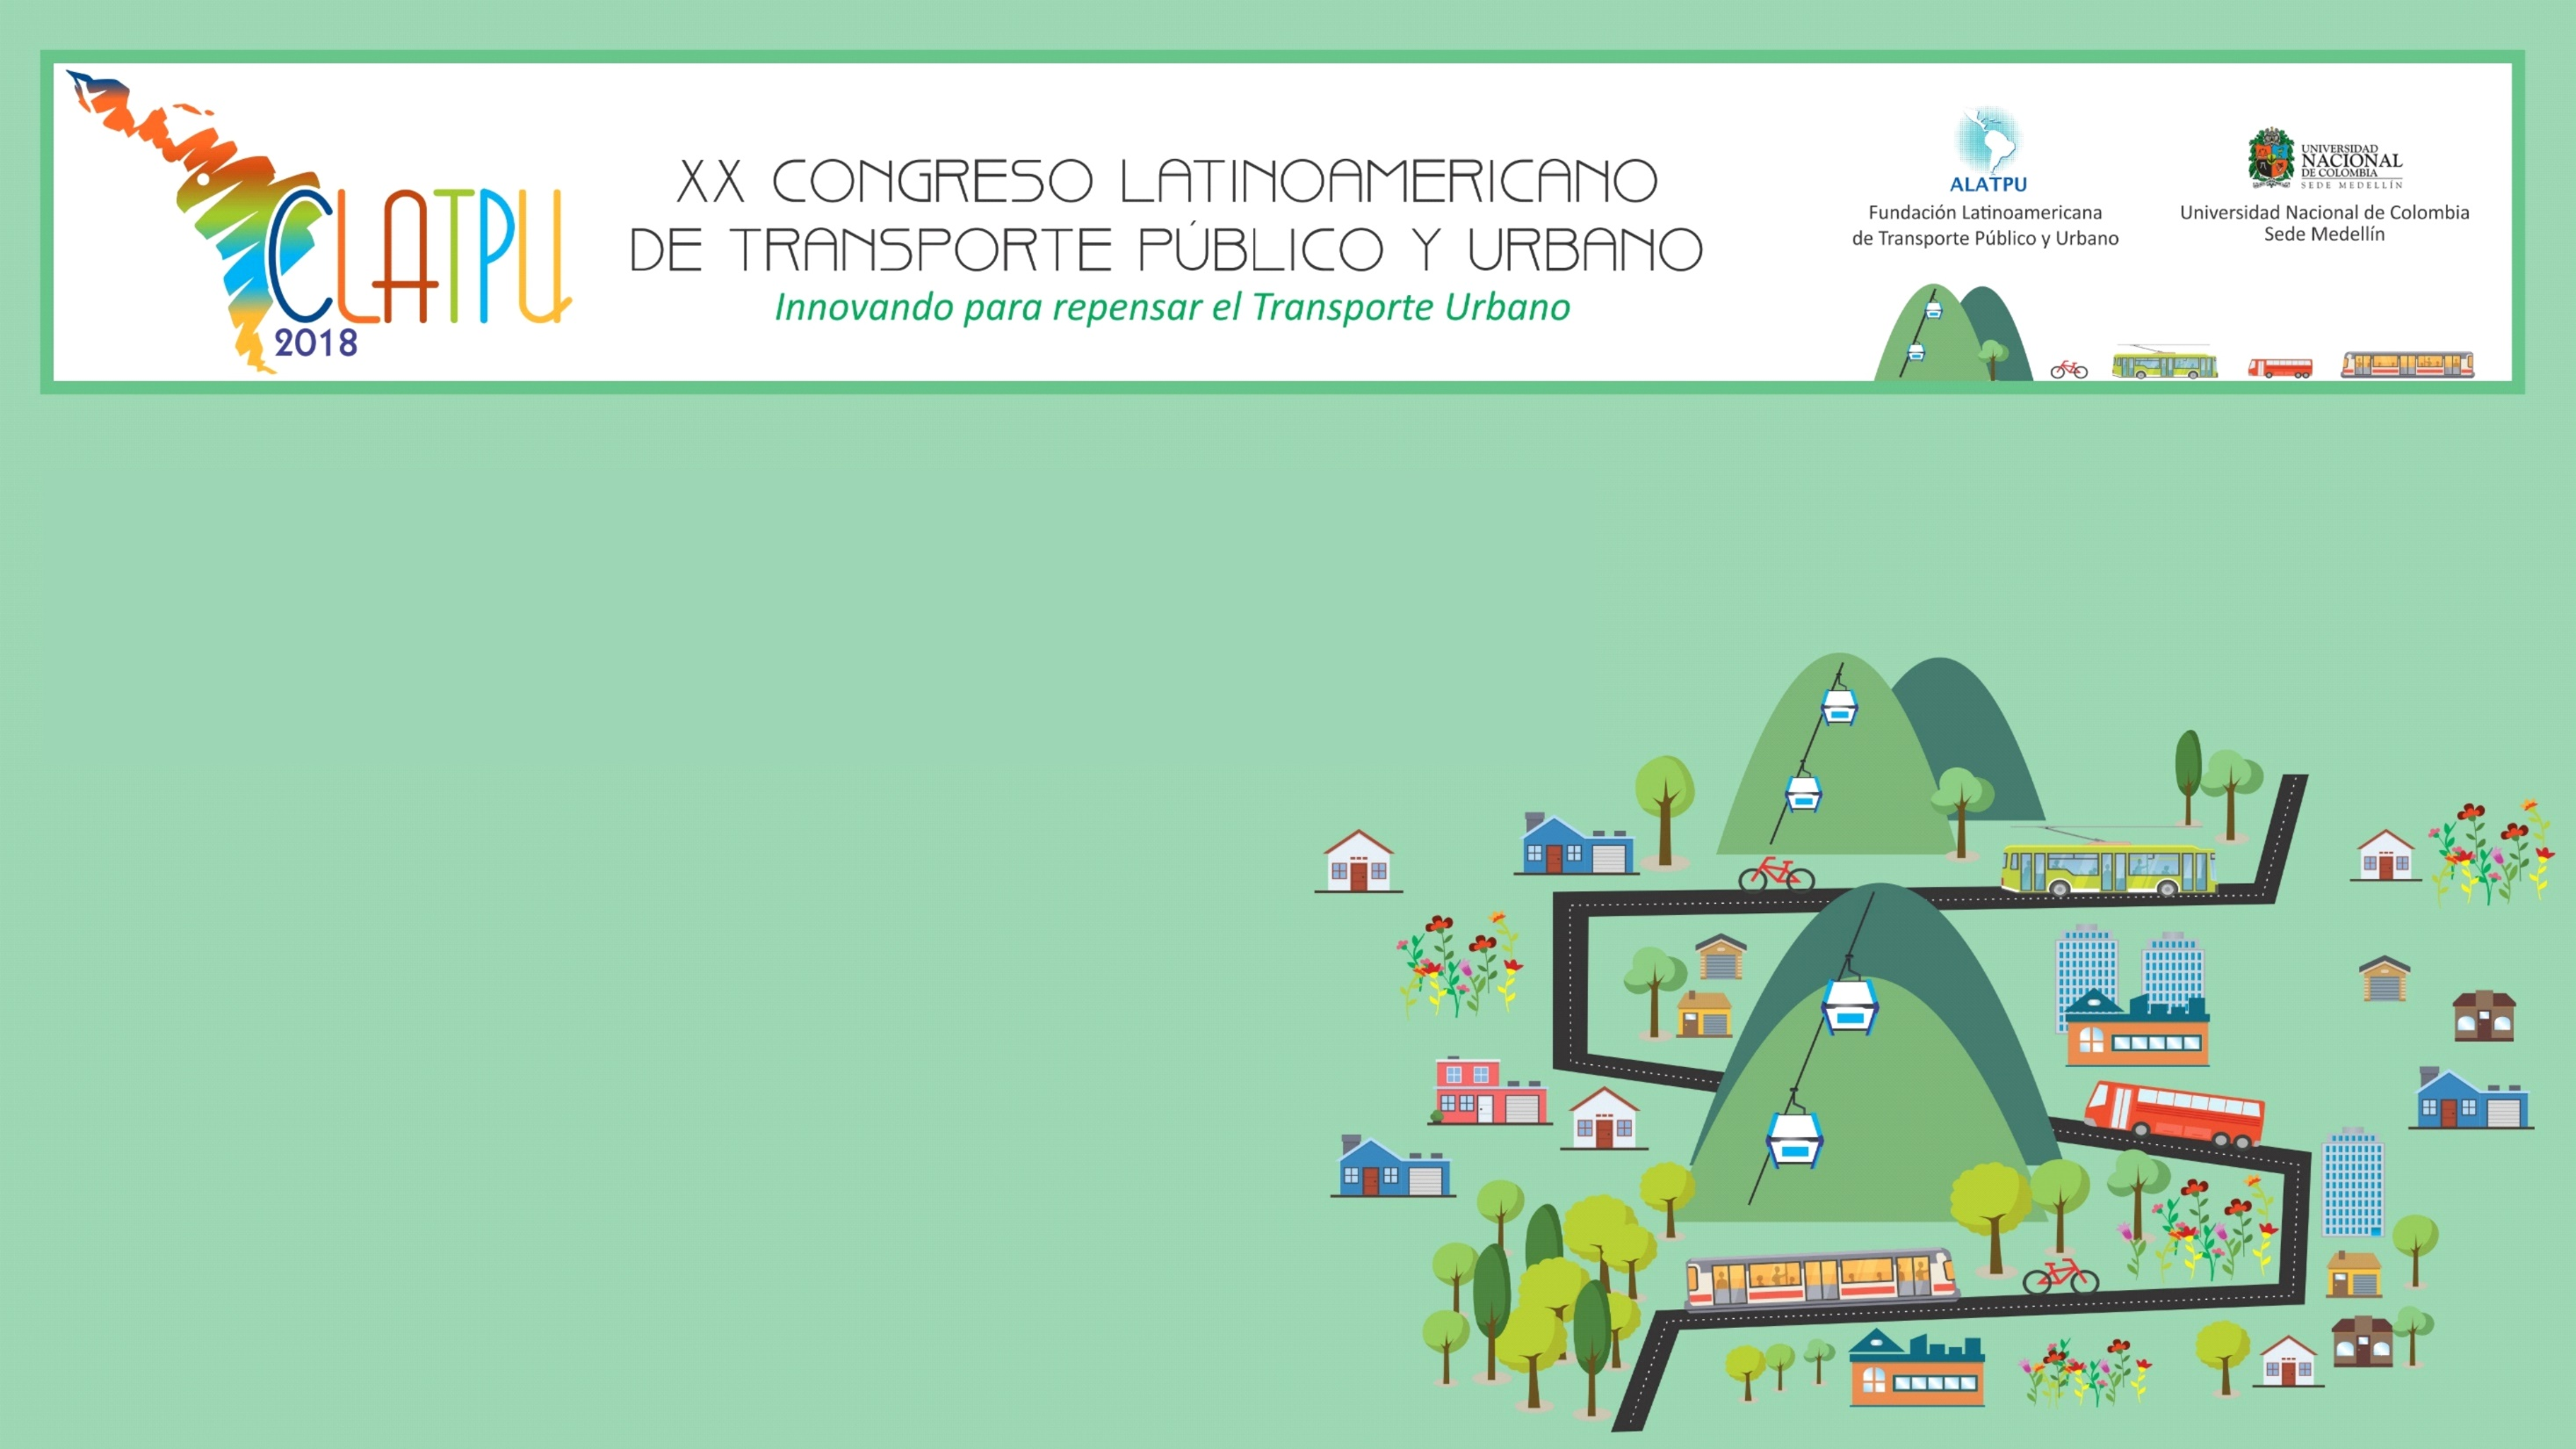 CLATPU
2018
XX CONGRESO LATINOAMERICANO
DE TRANSPORTE PÚBLICO Y URBANO
Innovando para repensar el Transporte Urbano
ALATPU
Fundación Latinoamericana
de Transporte Público y Urbano
UNIVERSIDAD
NACIONAL
DE COLOMBIA
SEDE MEDELLÍN
Universidad Nacional de Colombia
Sede Medellín